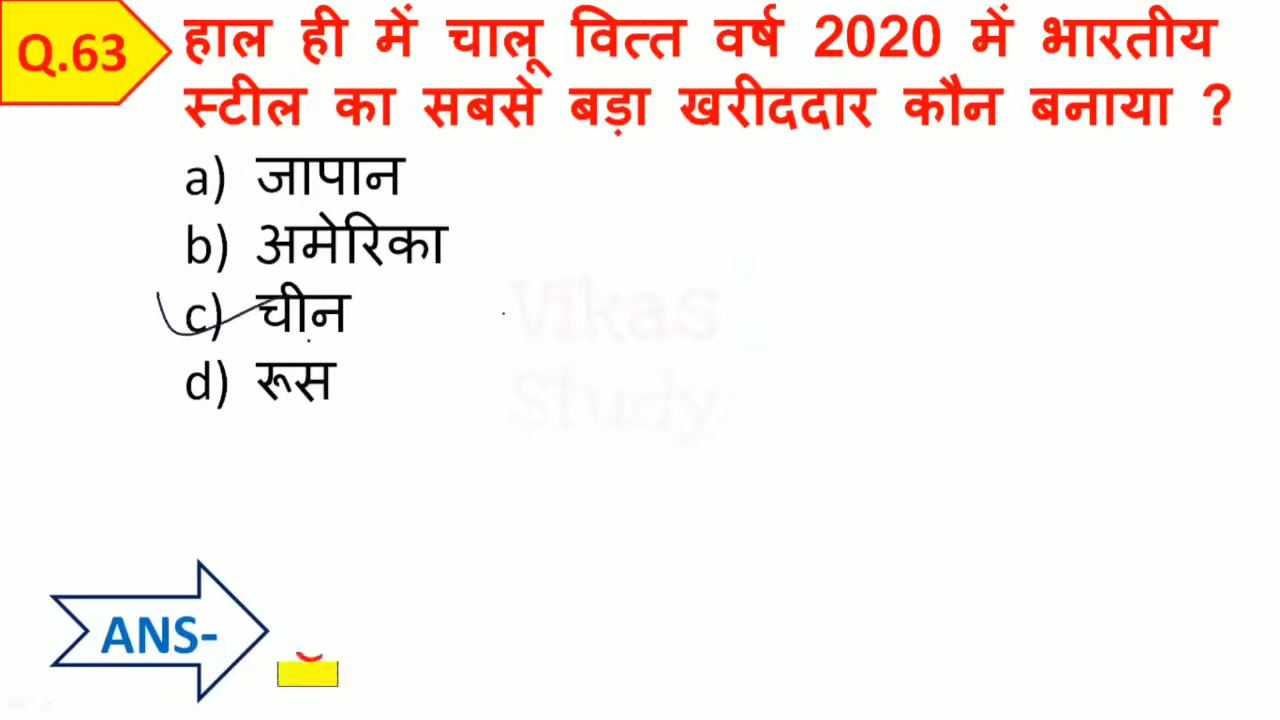 Q.63
हाल ही में चालू वित्त वर्ष 2020 में भारतीय
स्टील का सबसे बड़ा खरीददार कौन बनाया ?
a) जापान
b) अमेरिका
c) चीन
d) रूस
Vikas
Study
ANS-